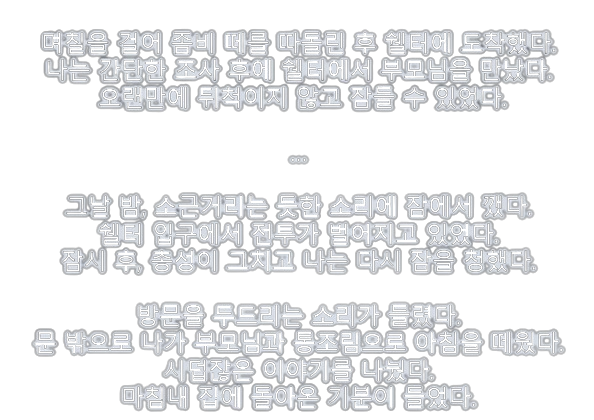 며칠을 걸어 좀비 떼를 따돌린 후 쉘터에 도착했다.
나는 간단한 조사 후에 쉘터에서 부모님을 만났다.
오랜만에 뒤척이지 않고 잠들 수 있었다.
그날 밤, 소근거리는 듯한 소리에 잠에서 깼다.
쉘터 입구에서 전투가 벌어지고 있었다.
잠시 후, 총성이 그치고 나는 다시 잠을 청했다.
방문을 두드리는 소리가 들렸다.
문 밖으로 나가 부모님과 통조림으로 아침을 떼웠다.
시덥잖은 이야기를 나눴다.
마침내 집에 돌아온 기분이 들었다.